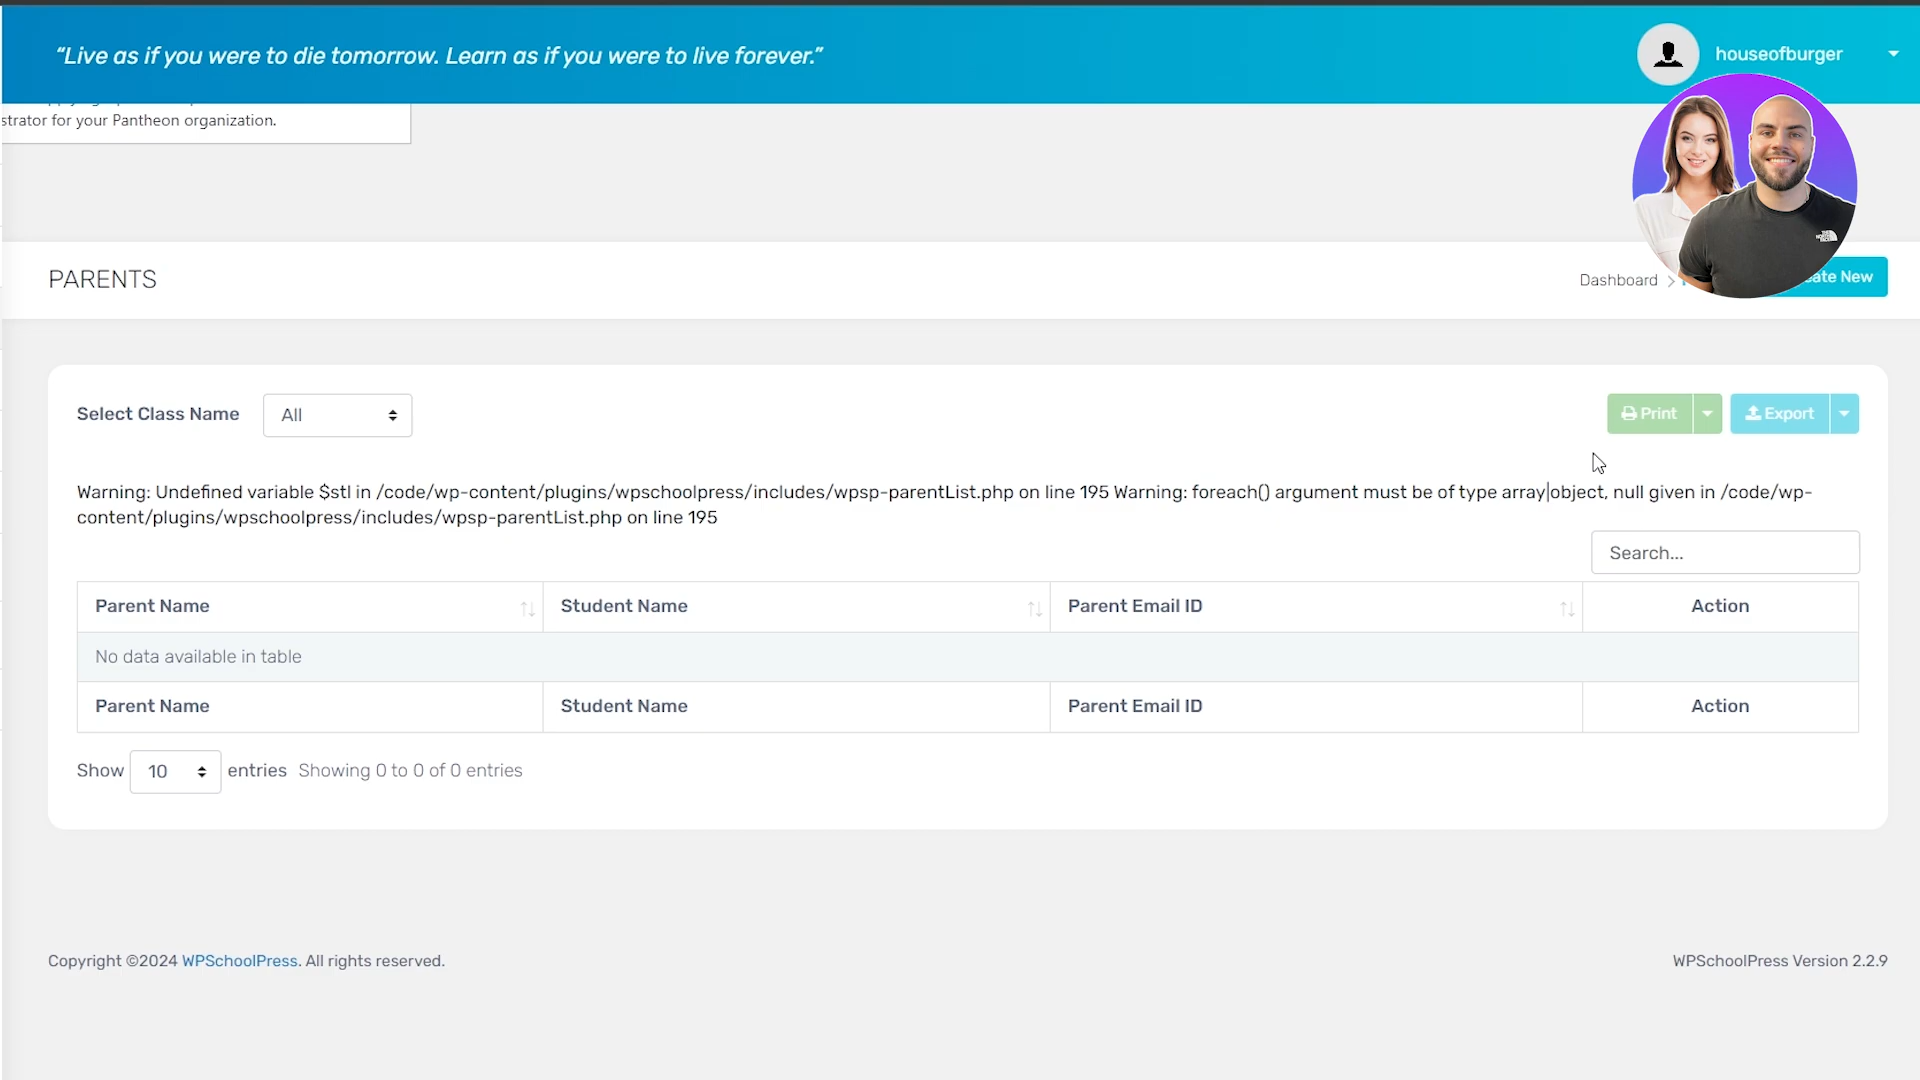 “Live as if you were to die tomorrow. Learn as if you were to live forever.”
houseofburger
strator for your Pantheon organization.
PARENTS
Dashboard >
ate New
Select Class Name
All
Print
Export
Warning: Undefined variable $stl in /code/wp-content/plugins/wpschoolpress/includes/wpsp-parentList.php on line 195 Warning: foreach() argument must be of type array|object, null given in /code/wp-
content/plugins/wpschoolpress/includes/wpsp-parentList.php on line 195
Search...
Parent Name Student Name Parent Email ID Action
No data available in table
Parent Name Student Name Parent Email ID Action
Show 10 entries Showing 0 to 0 of 0 entries
Copyright ©2024 WPSchoolPress. All rights reserved.
WPSchoolPress Version 2.2.9